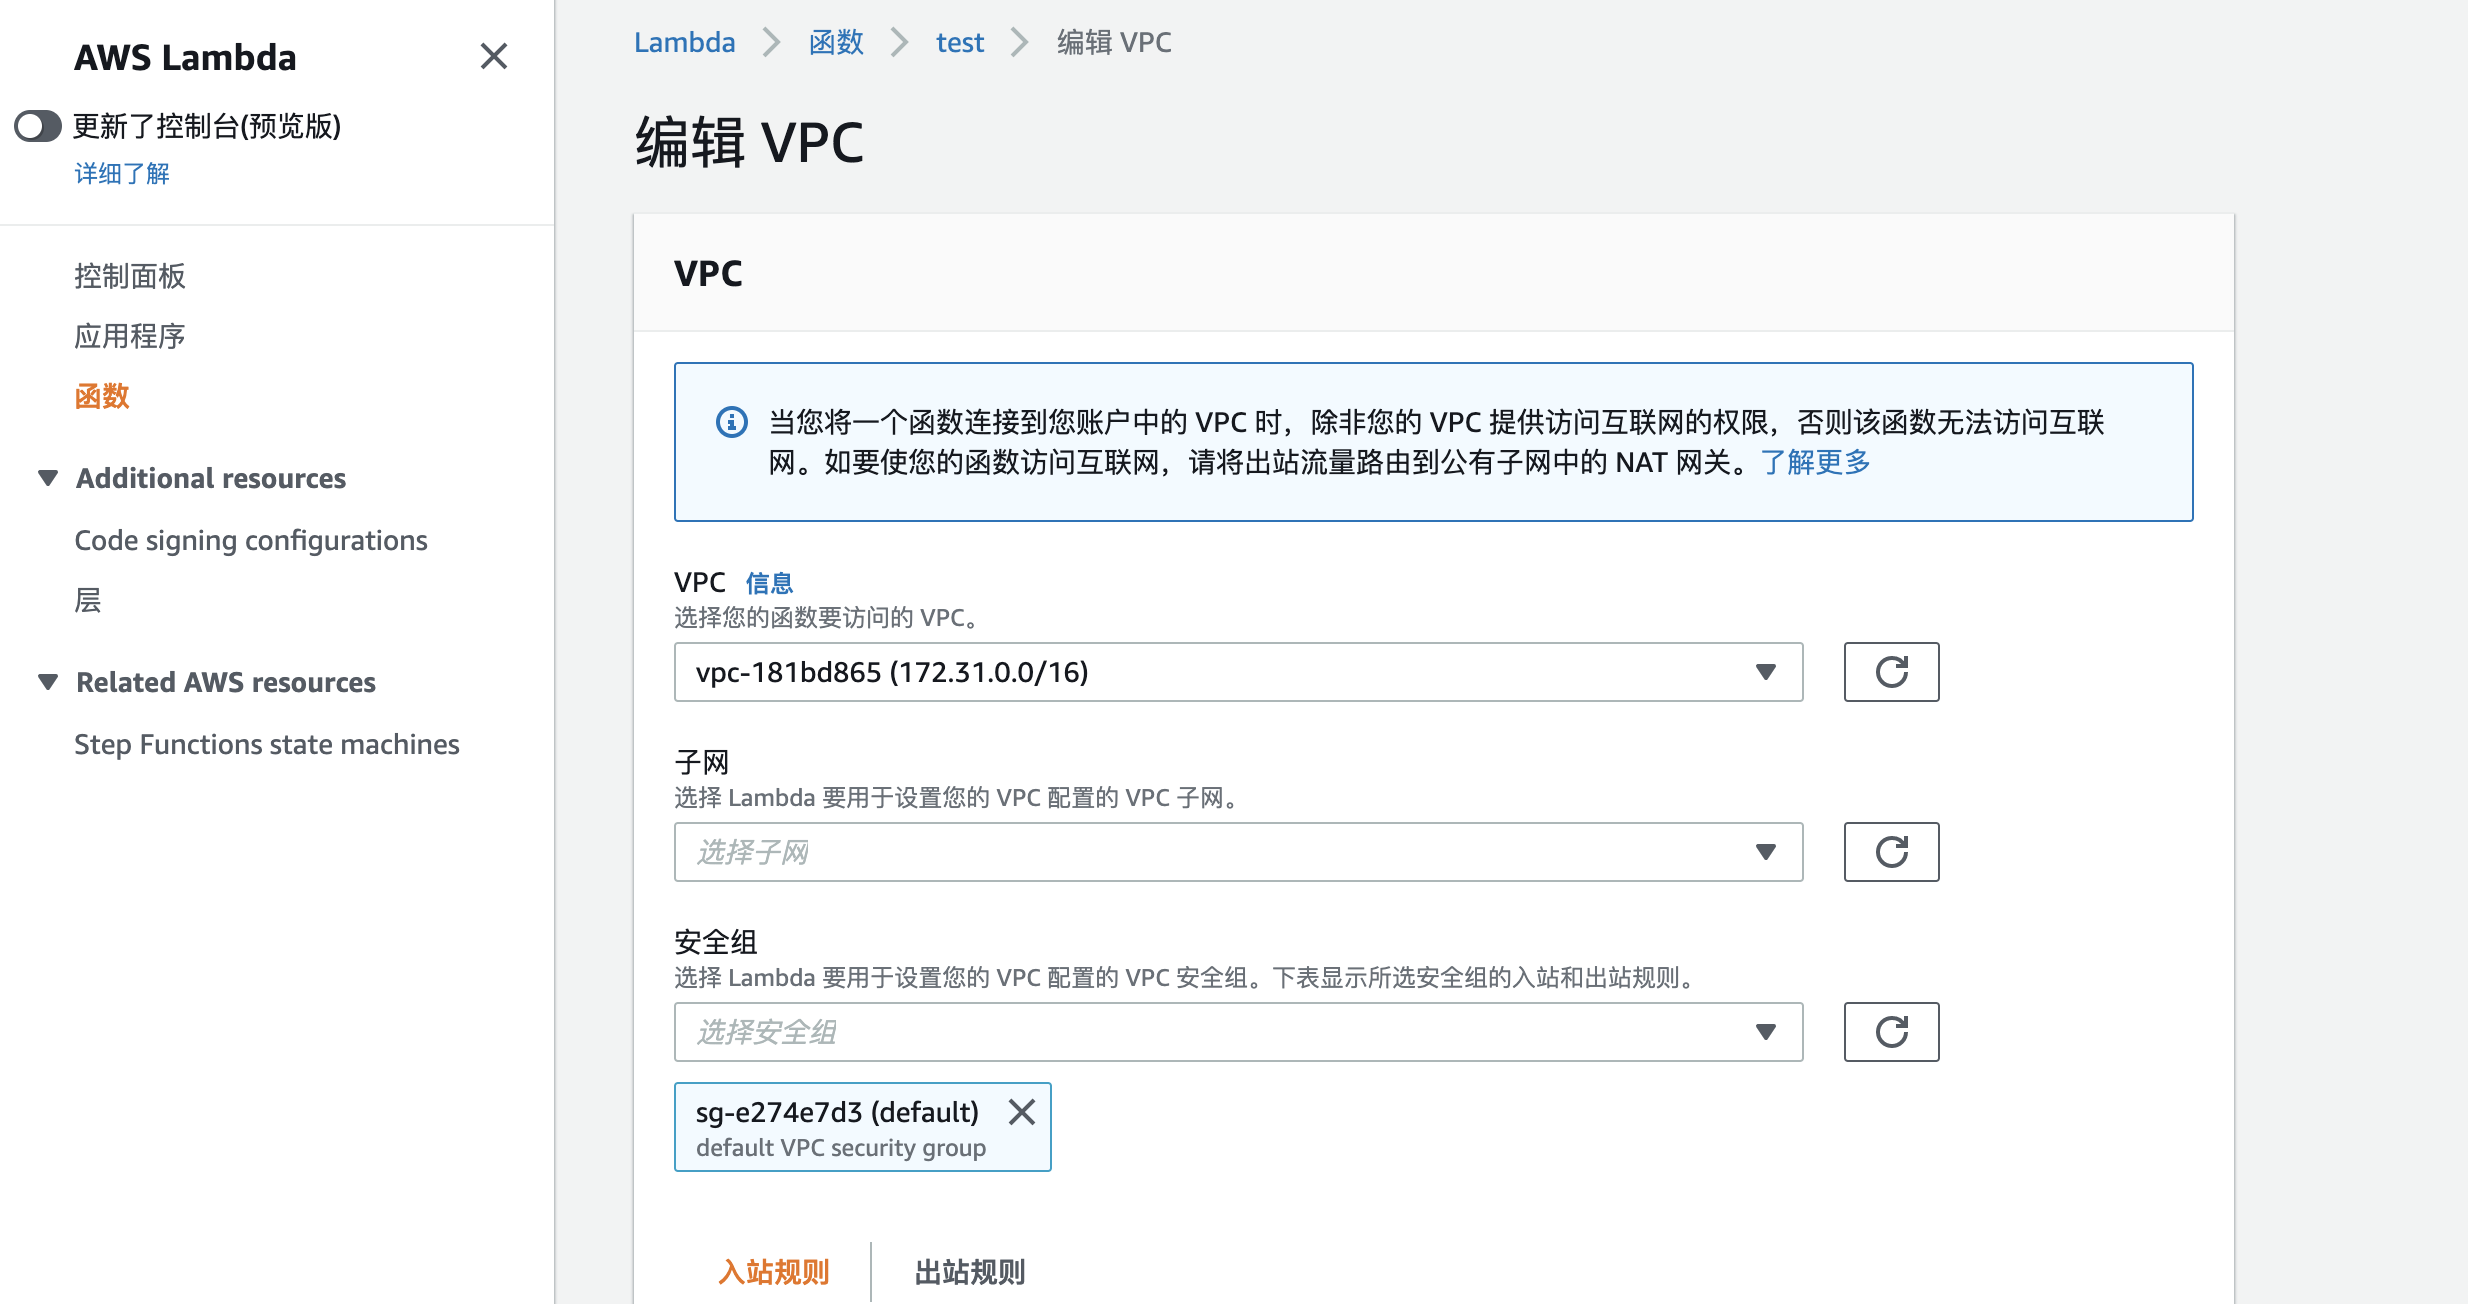 AWS Lambda
更新了控制台(预览版)
详细了解
控制面板
应用程序
函数
Additional resources
Code signing configurations
层
Related AWS resources
Step Functions state machines
Lambda 函数 test 编辑 VPC
编辑 VPC
VPC
当您将一个函数连接到您账户中的 VPC 时，除非您的 VPC 提供访问互联网的权限，否则该函数无法访问互联
网。如要使您的函数访问互联网，请将出站流量路由到公有子网中的 NAT 网关。了解更多
VPC 信息
选择您的函数要访问的 VPC。
vpc-181bd865 (172.31.0.0/16)
子网
选择 Lambda 要用于设置您的 VPC 配置的 VPC 子网。
选择子网
安全组
选择 Lambda 要用于设置您的 VPC 配置的 VPC 安全组。下表显示所选安全组的入站和出站规则。
选择安全组
sg-e274e7d3 (default)
default VPC security group
入站规则 出站规则